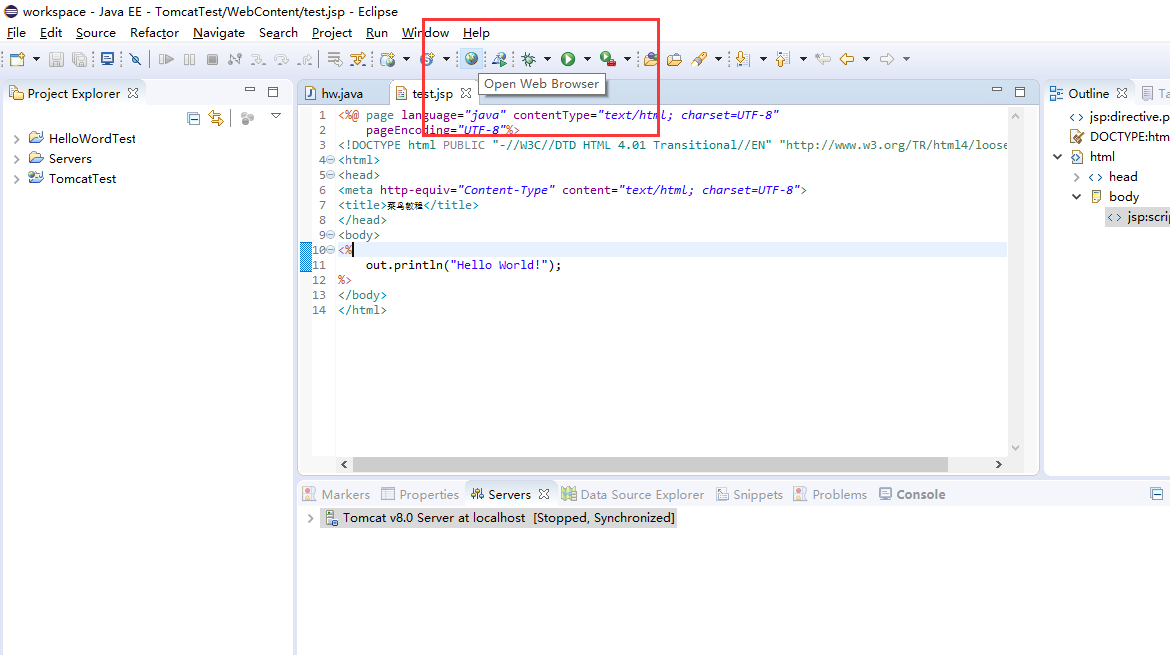 workspace - Java EE - TomcatTest/WebContent/test.jsp - Eclipse
File Edit Source Refactor Navigate Search Project Run Window Help
Open Web Browser
Project Explorer
HelloWordTest
Servers
TomcatTest
hw.java test.jsp
1 <%@ page language="java" contentType="text/html; charset=UTF-8"
2 pageEncoding="UTF-8"%>
3 <!DOCTYPE html PUBLIC "-//W3C//DTD HTML 4.01 Transitional//EN" "http://www.w3.org/TR/html4/loose
4 <html>
5 <head>
6 <meta http-equiv="Content-Type" content="text/html; charset=UTF-8">
7 <title>菜鸟教程</title>
8 </head>
9 <body>
10 <%
11 out.println("Hello World!");
12 %>
13 </body>
14 </html>
Outline Ta
jsp:directive.p
DOCTYPE:htm
html
head
body
jsp:scrip
Markers Properties Servers Data Source Explorer Snippets Problems Console
Tomcat v8.0 Server at localhost [Stopped, Synchronized]